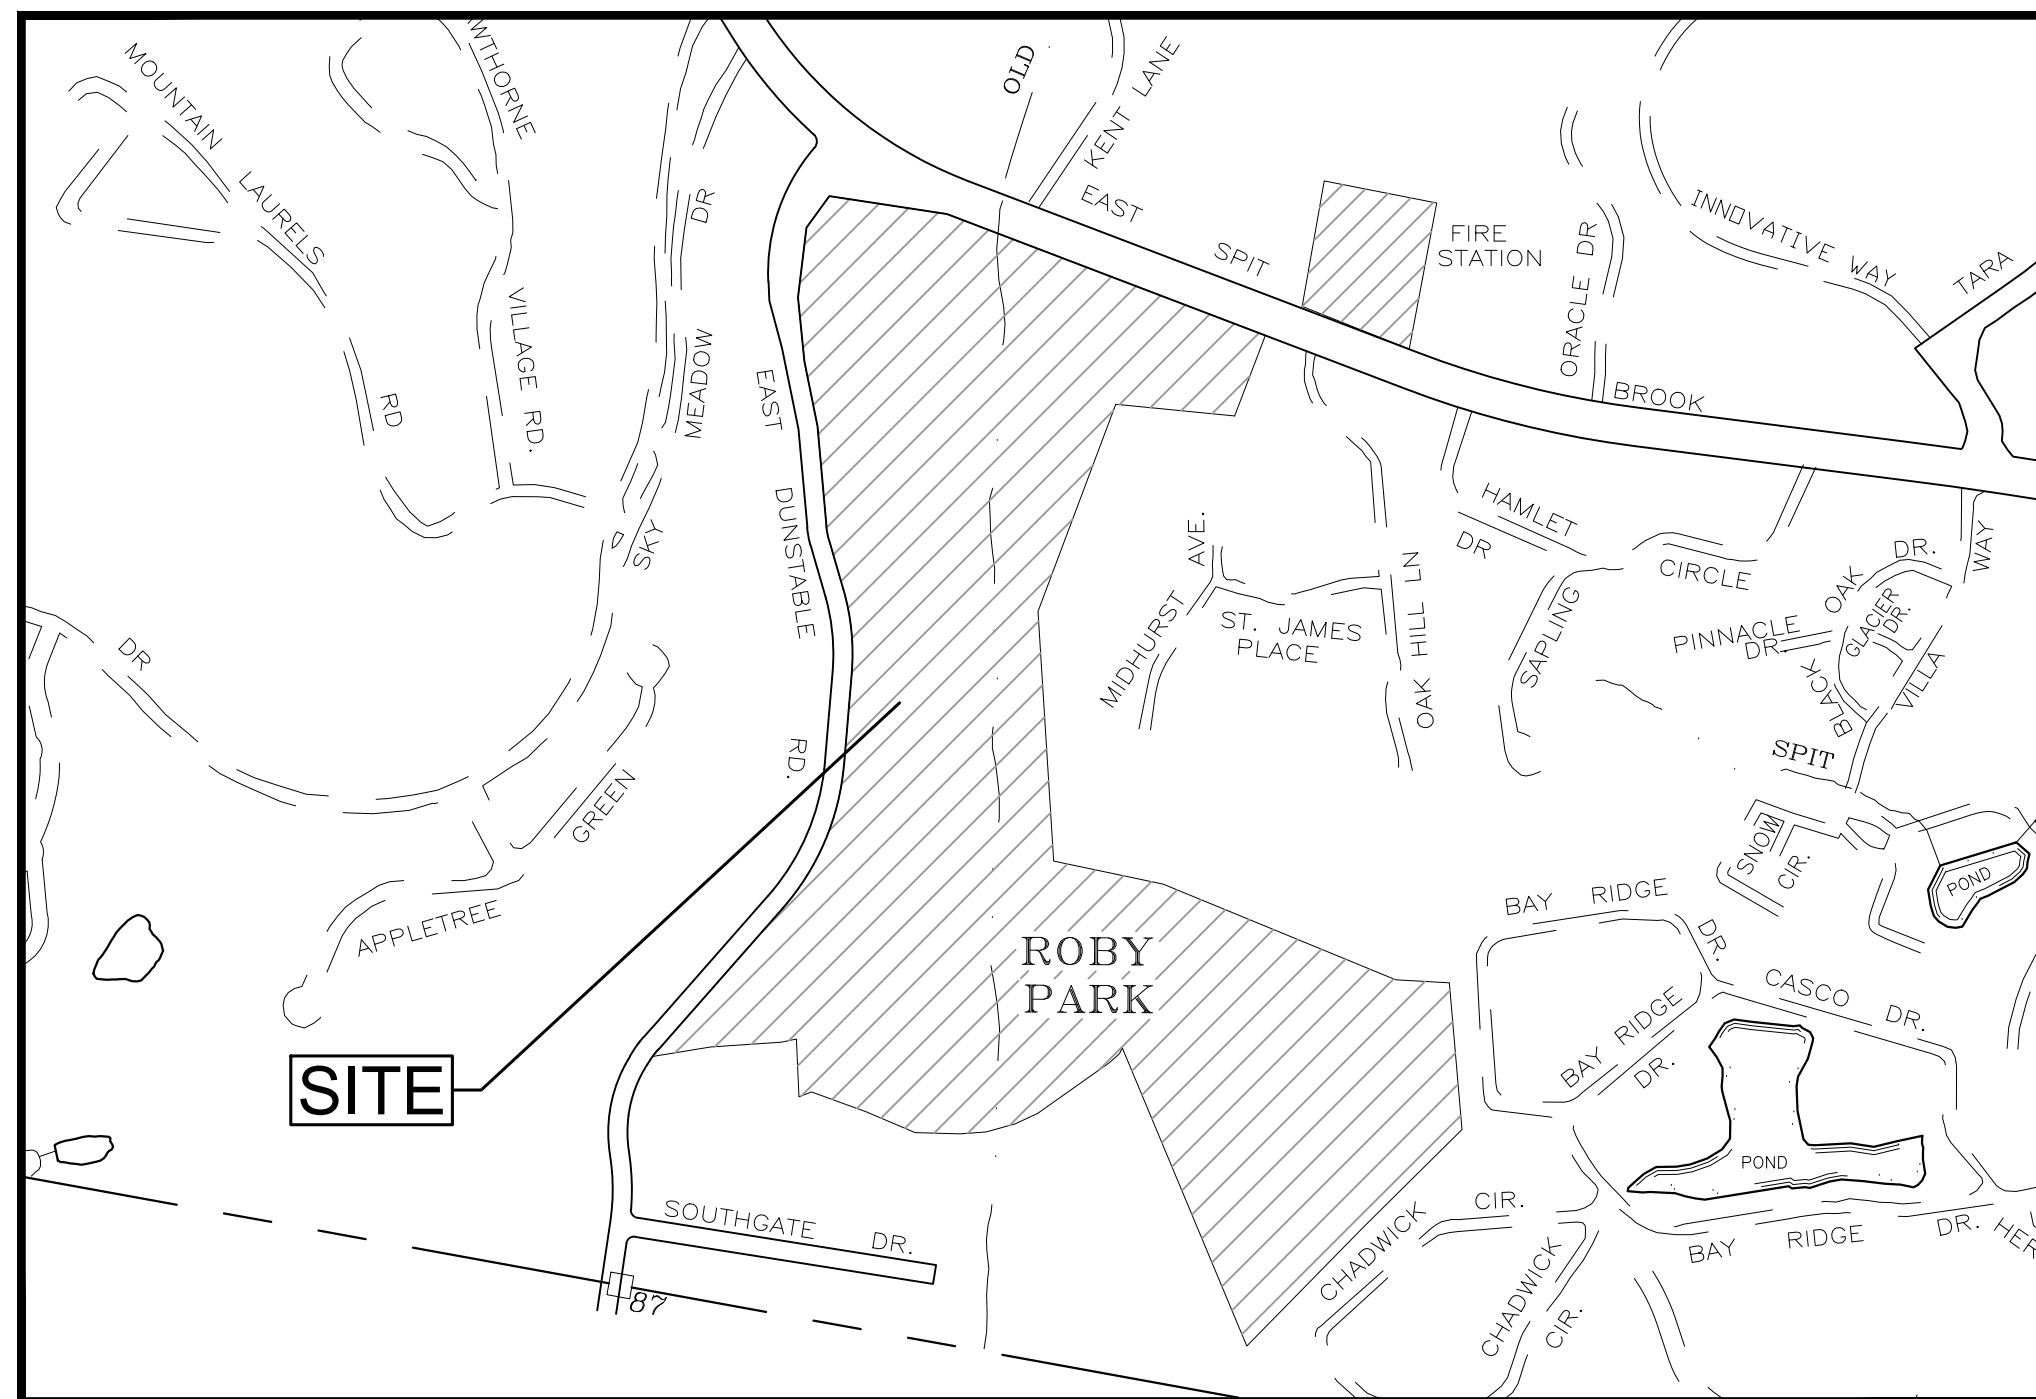 MOUNTAIN
LAURELS
RD
WTHORNE
VILLAGE RD.
DR
MEADOW
SKY
DR
OLD
KENT LANE
EAST
SPIT
BROOK
FIRE
STATION
ORACLE DR
INNOVATIVE WAY
TARA
EAST
DUNSTABLE
RD.
HAMLET
DR
CIRCLE
SAPLING
AVE.
MIDHURST
ST. JAMES
PLACE
OAK HILL LN
WAY
VILLA
DR.
OAK
BLACK
GLACIER
DR.
PINNACLE
DR.
SPIT
SNOW
CIR.
POND
GREEN
APPLETREE
ROBY
PARK
SITE
BAY RIDGE
DR.
CASCO
DR.
BAY RIDGE
DR.
POND
BAY
RIDGE
DR.
CHADWICK
CIR.
CHADWICK
CIR.
SOUTHGATE
DR.
87